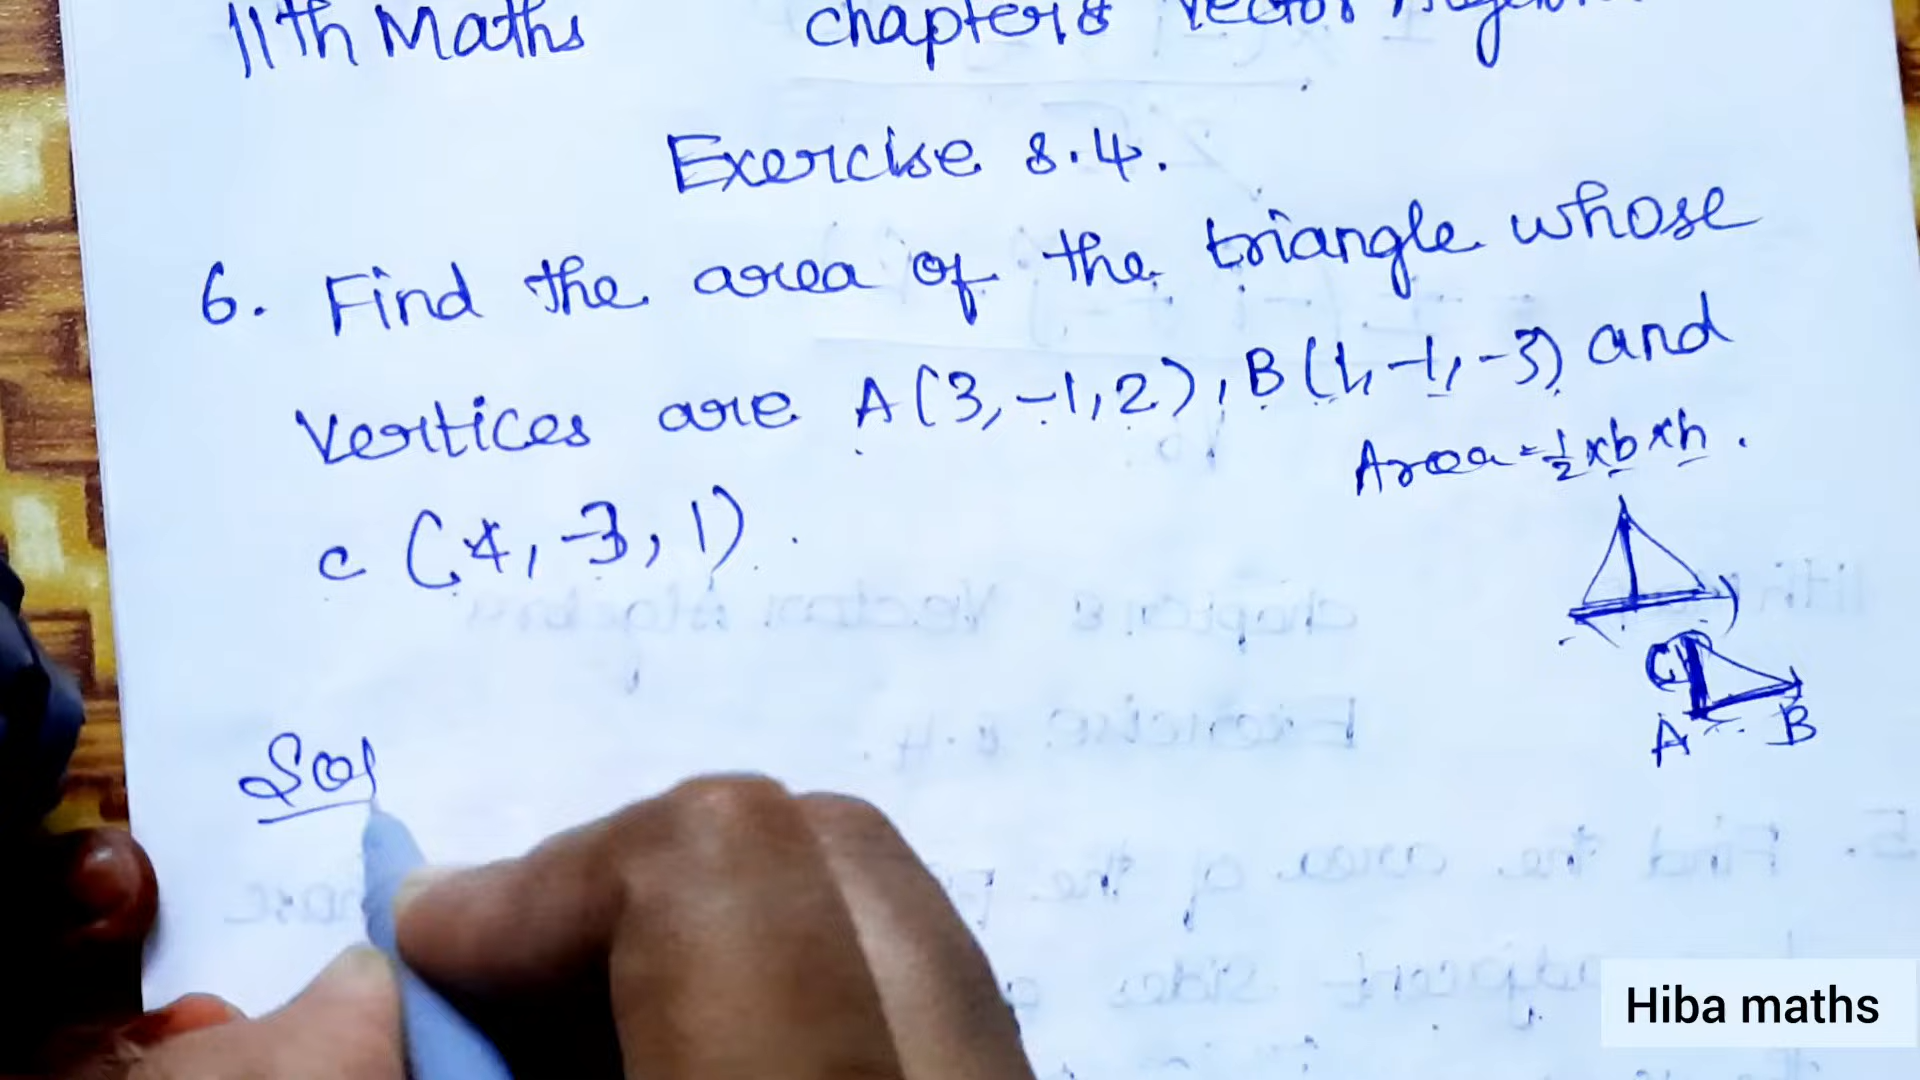 11th Maths chapter 8 Vector
Exercise 8.4.
6. Find the area of the triangle whose
vertices are A(3,-1,2), B(1,-1,-3) and
C(4,-3,1).
Area = 1/2 × b × h.
C
A B
Sol
Hiba maths